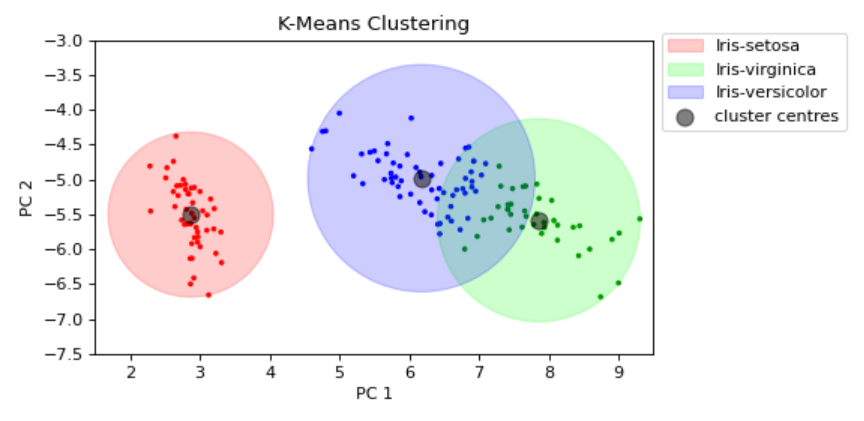 K-Means Clustering
−3.0
−3.5
−4.0
−4.5
−5.0
−5.5
−6.0
−6.5
−7.0
−7.5
PC 2
2 3 4 5 6 7 8 9
PC 1
Iris-setosa
Iris-virginica
Iris-versicolor
cluster centres